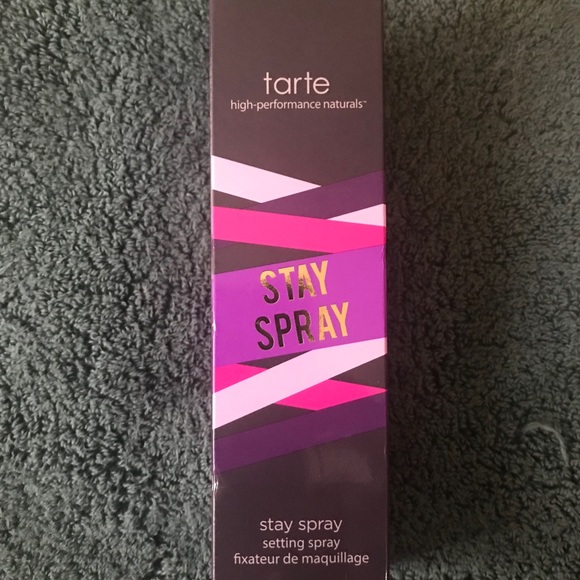 tarte
high-performance naturals™
STAY
SPRAY
stay spray
setting spray
fixateur de maquillage